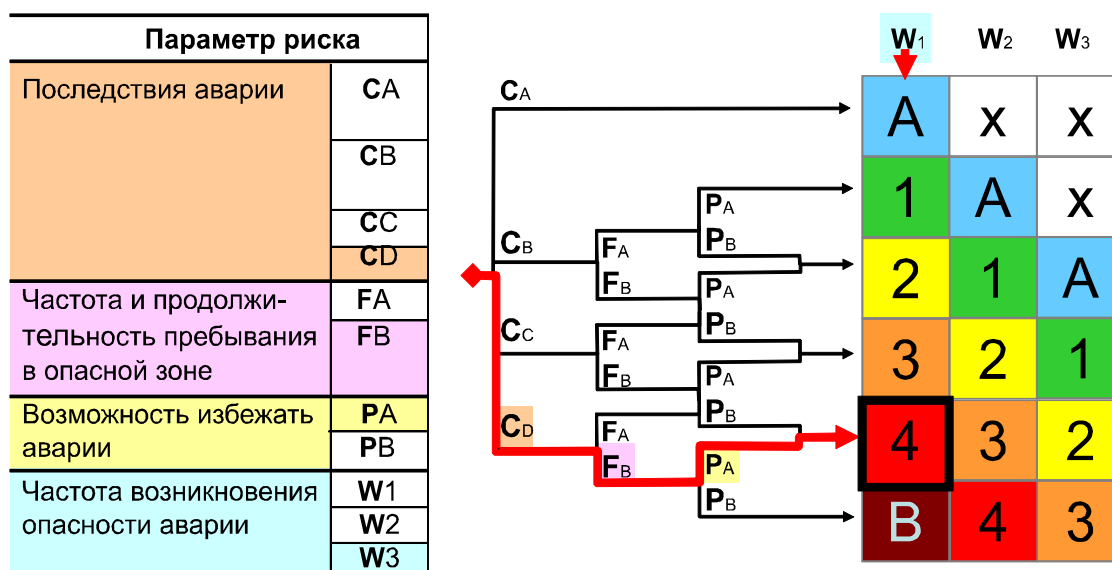 Параметр риска
Последствия аварии
CA
CB
CC
CD
Частота и продолжи-
тельность пребывания
в опасной зоне
FA
FB
Возможность избежать
аварии
PA
PB
Частота возникновения
опасности аварии
W1
W2
W3
CA
CB
CC
CD
FA
FB
FA
FB
FA
FB
PA
PB
PA
PB
PA
PB
PA
PB
W1 W2 W3
A x x
1 A x
2 1 A
3 2 1
4 3 2
B 4 3